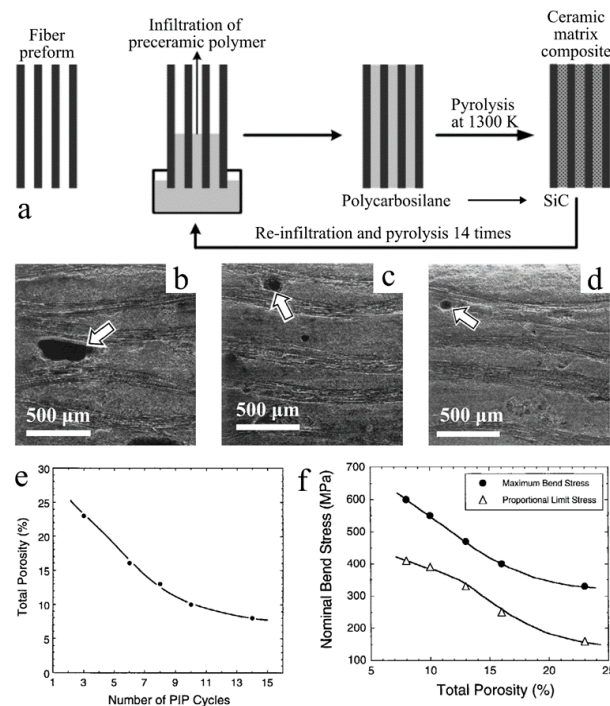 Fiber
preform
Infiltration of
preceramic polymer
Ceramic
matrix
composite
Pyrolysis
at 1300 K
a
Polycarbosilane
SiC
Re-infiltration and pyrolysis 14 times
b
500 µm
c
500 µm
d
500 µm
e
Total Porosity (%)
30
25
20
15
10
5
0
1 3 5 7 9 11 13 15
Number of PIP Cycles
f
Nominal Bend Stress (MPa)
700
600
500
400
300
200
100
Maximum Bend Stress
Proportional Limit Stress
5 10 15 20 25
Total Porosity (%)